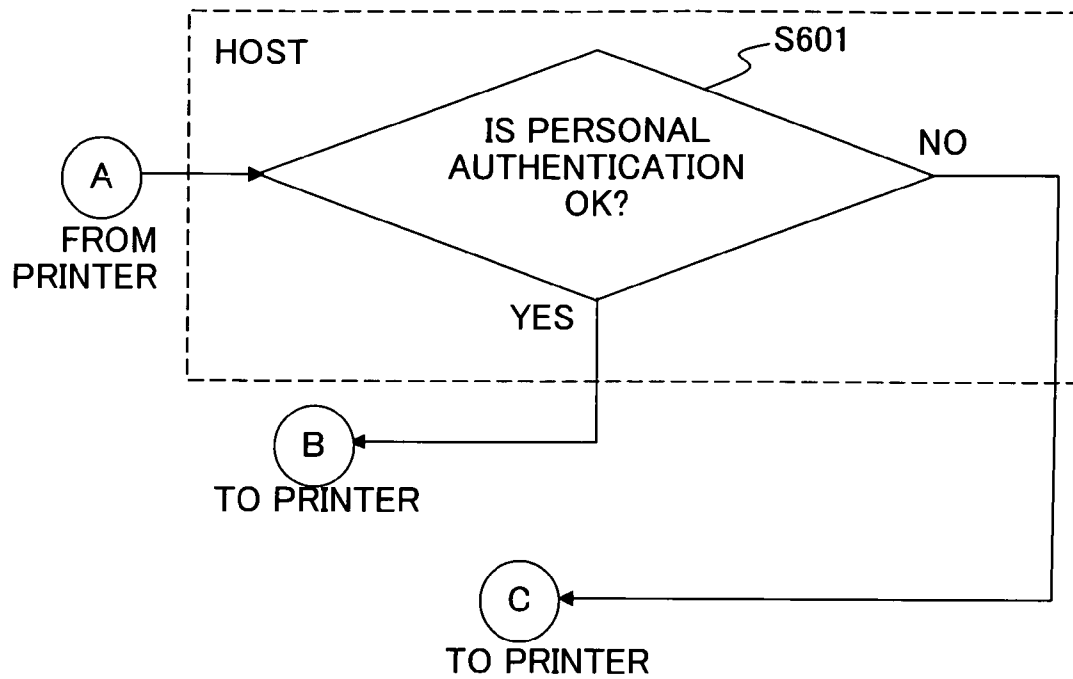 HOST
S601
IS PERSONAL
AUTHENTICATION
OK?
NO
A
FROM
PRINTER
YES
B
TO PRINTER
C
TO PRINTER